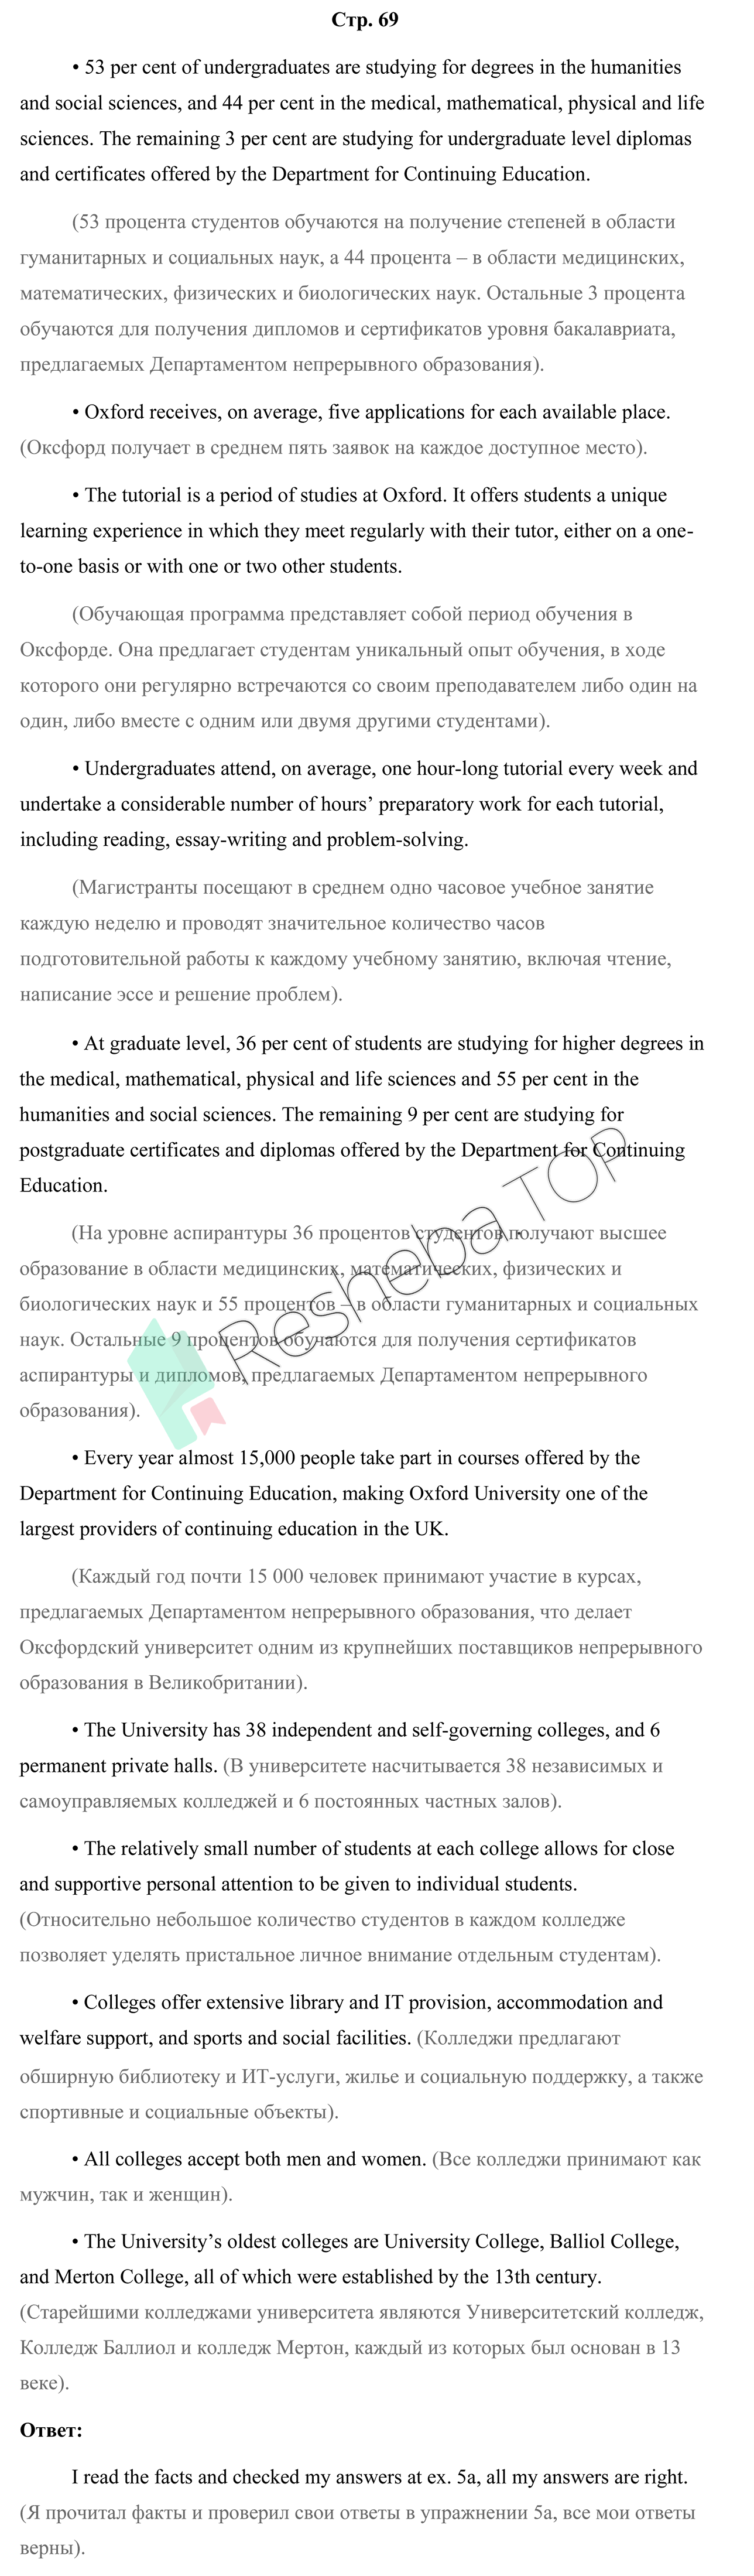 Стр. 69
• 53 per cent of undergraduates are studying for degrees in the humanities
and social sciences, and 44 per cent in the medical, mathematical, physical and life
sciences. The remaining 3 per cent are studying for undergraduate level diplomas
and certificates offered by the Department for Continuing Education.
(53 процента студентов обучаются на получение степеней в области
гуманитарных и социальных наук, а 44 процента – в области медицинских,
математических, физических и биологических наук. Остальные 3 процента
обучаются для получения дипломов и сертификатов уровня бакалавриата,
предлагаемых Департаментом непрерывного образования).
• Oxford receives, on average, five applications for each available place.
(Оксфорд получает в среднем пять заявок на каждое доступное место).
• The tutorial is a period of studies at Oxford. It offers students a unique
learning experience in which they meet regularly with their tutor, either on a one-
to-one basis or with one or two other students.
(Обучающая программа представляет собой период обучения в
Оксфорде. Она предлагает студентам уникальный опыт обучения, в ходе
которого они регулярно встречаются со своим преподавателем либо один на
один, либо вместе с одним или двумя другими студентами).
• Undergraduates attend, on average, one hour-long tutorial every week and
undertake a considerable number of hours’ preparatory work for each tutorial,
including reading, essay-writing and problem-solving.
(Магистранты посещают в среднем одно часовое учебное занятие
каждую неделю и проводят значительное количество часов
подготовительной работы к каждому учебному занятию, включая чтение,
написание эссе и решение проблем).
• At graduate level, 36 per cent of students are studying for higher degrees in
the medical, mathematical, physical and life sciences and 55 per cent in the
humanities and social sciences. The remaining 9 per cent are studying for
postgraduate certificates and diplomas offered by the Department for Continuing
Education.
(На уровне аспирантуры 36 процентов студентов получают высшее
образование в области медицинских, математических, физических и
биологических наук и 55 процентов – в области гуманитарных и социальных
наук. Остальные 9 процентов обучаются для получения сертификатов
аспирантуры и дипломов, предлагаемых Департаментом непрерывного
образования).
Resheba.TOP
• Every year almost 15,000 people take part in courses offered by the
Department for Continuing Education, making Oxford University one of the
largest providers of continuing education in the UK.
(Каждый год почти 15 000 человек принимают участие в курсах,
предлагаемых Департаментом непрерывного образования, что делает
Оксфордский университет одним из крупнейших поставщиков непрерывного
образования в Великобритании).
• The University has 38 independent and self-governing colleges, and 6
permanent private halls. (В университете насчитывается 38 независимых и
самоуправляемых колледжей и 6 постоянных частных залов).
• The relatively small number of students at each college allows for close
and supportive personal attention to be given to individual students.
(Относительно небольшое количество студентов в каждом колледже
позволяет уделять пристальное личное внимание отдельным студентам).
• Colleges offer extensive library and IT provision, accommodation and
welfare support, and sports and social facilities. (Колледжи предлагают
обширную библиотеку и ИТ-услуги, жилье и социальную поддержку, а также
спортивные и социальные объекты).
• All colleges accept both men and women. (Все колледжи принимают как
мужчин, так и женщин).
• The University’s oldest colleges are University College, Balliol College,
and Merton College, all of which were established by the 13th century.
(Старейшими колледжами университета являются Университетский колледж,
Колледж Баллиол и колледж Мертон, каждый из которых был основан в 13
веке).
Ответ:
I read the facts and checked my answers at ex. 5a, all my answers are right.
(Я прочитал факты и проверил свои ответы в упражнении 5а, все мои ответы
верны).